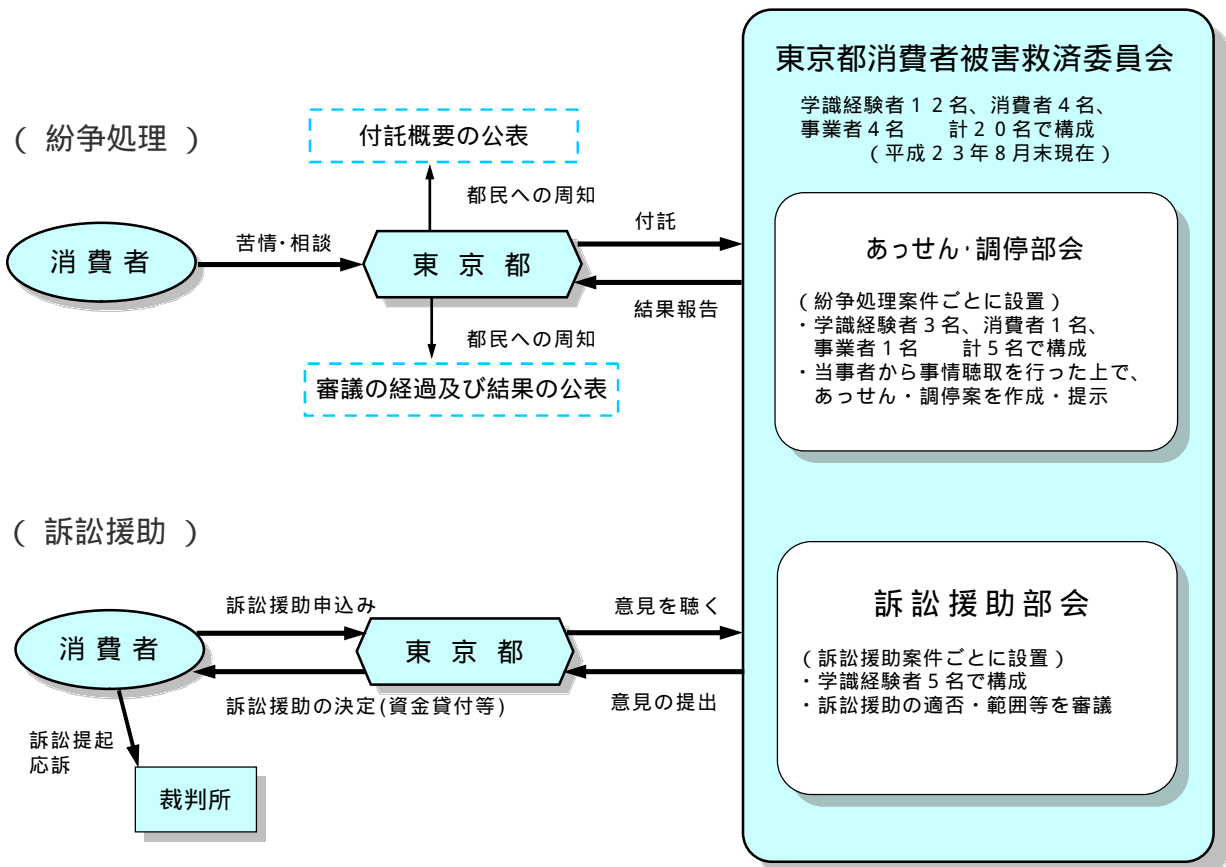 東京都消費者被害救済委員会
学識経験者12名、消費者4名、
事業者4名　　計20名で構成
（平成23年8月末現在）
（ 紛争処理 ）
付託概要の公表
都民への周知
消費者
苦情・相談
東京都
付託
結果報告
都民への周知
審議の経過及び結果の公表
あっせん・調停部会
（紛争処理案件ごとに設置）
・学識経験者3名、消費者1名、
事業者1名　　計5名で構成
・当事者から事情聴取を行った上で、
あっせん・調停案を作成・提示
（ 訴訟援助 ）
消費者
訴訟援助申込み
東京都
意見を聴く
訴訟援助の決定(資金貸付等)
意見の提出
訴訟提起
応訴
裁判所
訴訟援助部会
（訴訟援助案件ごとに設置）
・学識経験者5名で構成
・訴訟援助の適否・範囲等を審議